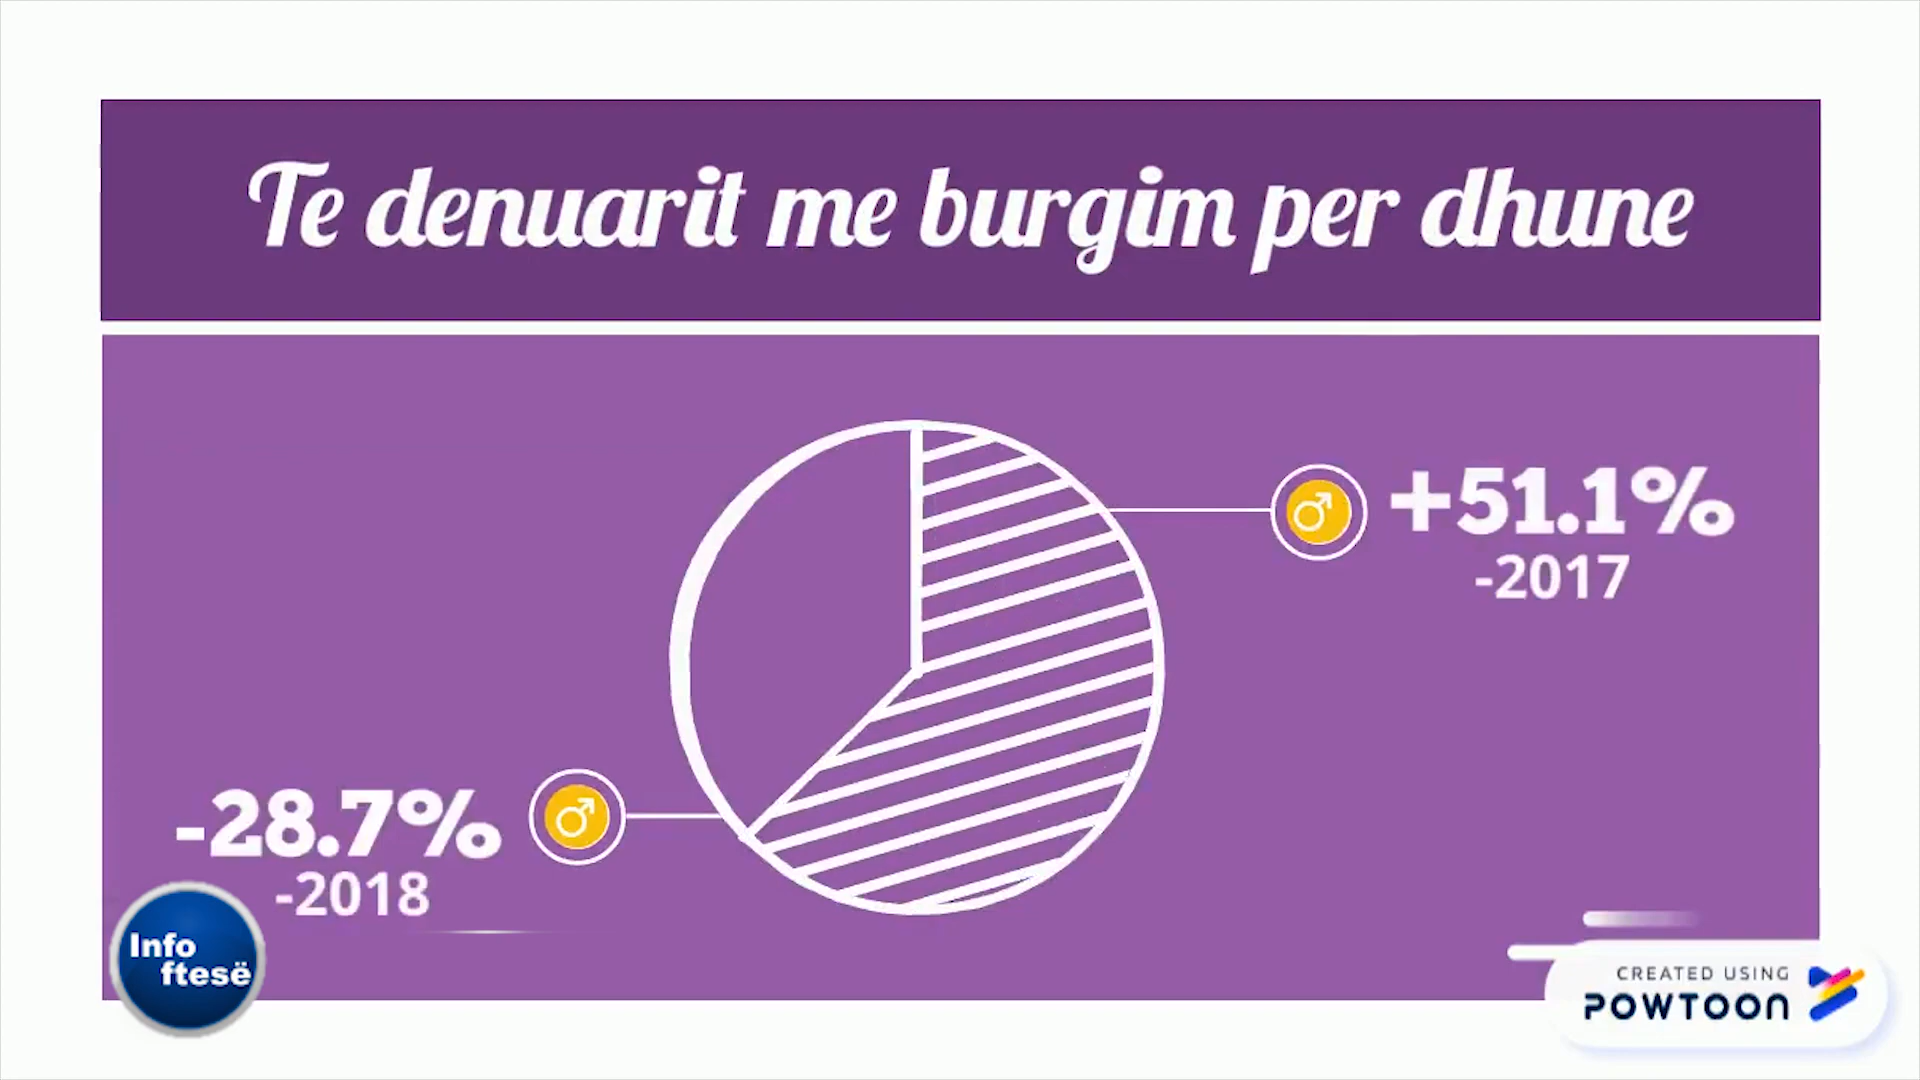 Te denuarit me burgim per dhune
+51.1%
-2017
-28.7%
-2018
Info
ftesë
CREATED USING
POWTOON